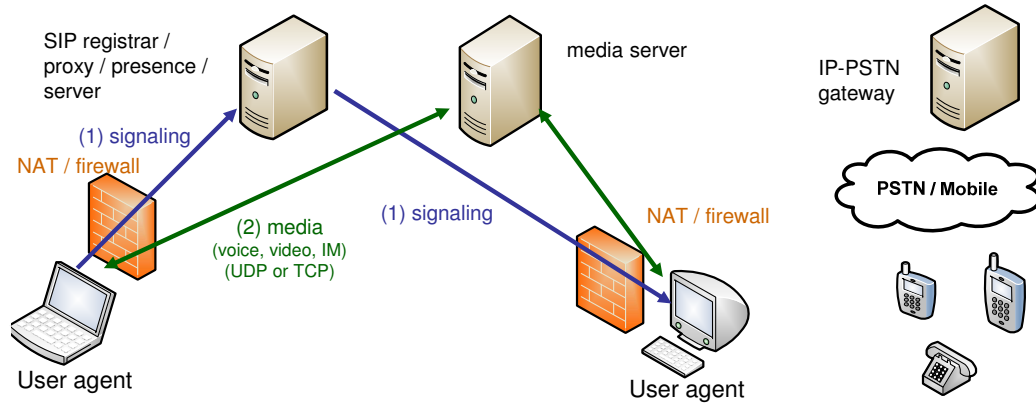 SIP registrar /
proxy / presence /
server
media server
IP-PSTN
gateway
(1) signaling
NAT / firewall
PSTN / Mobile
(1) signaling
NAT / firewall
(2) media
(voice, video, IM)
(UDP or TCP)
User agent
User agent